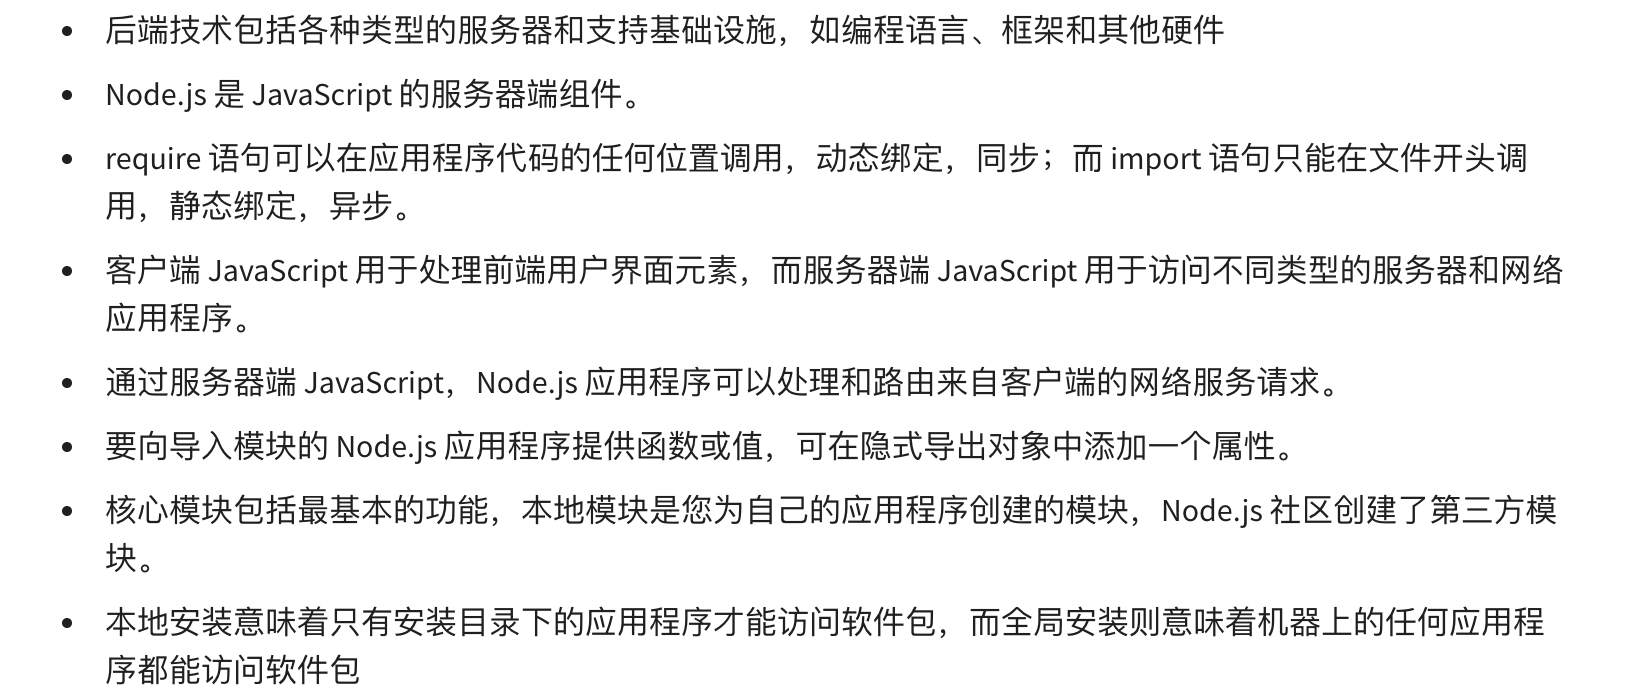 • 后端技术包括各种类型的服务器和支持基础设施，如编程语言、框架和其他硬件
• Node.js 是 JavaScript 的服务器端组件。
• require 语句可以在应用程序代码的任何位置调用，动态绑定，同步；而 import 语句只能在文件开头调
用，静态绑定，异步。
• 客户端 JavaScript 用于处理前端用户界面元素，而服务器端 JavaScript 用于访问不同类型的服务器和网络
应用程序。
• 通过服务器端 JavaScript，Node.js 应用程序可以处理和路由来自客户端的网络服务请求。
• 要向导入模块的 Node.js 应用程序提供函数或值，可在隐式导出对象中添加一个属性。
• 核心模块包括最基本的功能，本地模块是您为自己的应用程序创建的模块，Node.js 社区创建了第三方模
块。
• 本地安装意味着只有安装目录下的应用程序才能访问软件包，而全局安装则意味着机器上的任何应用程
序都能访问软件包